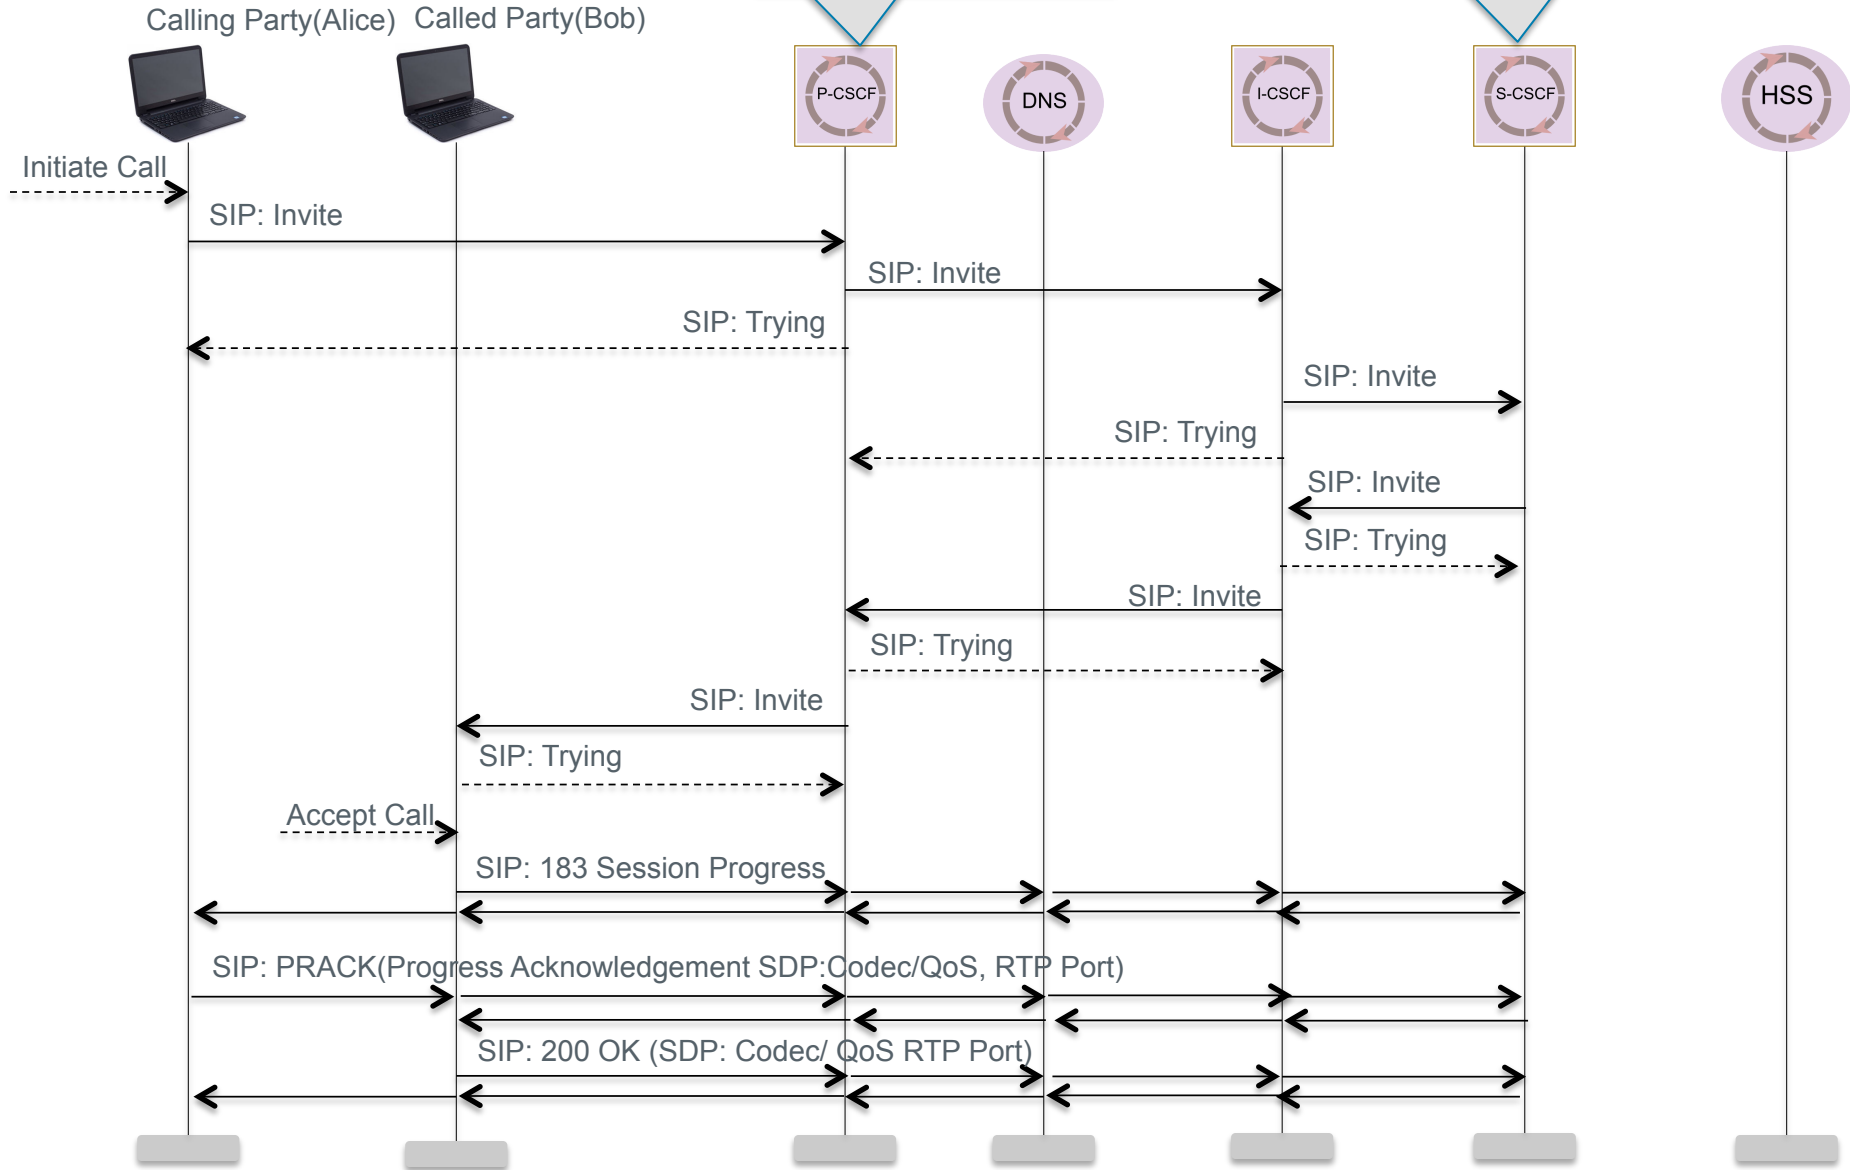 Calling Party(Alice)
Called Party(Bob)
P-CSCF
DNS
I-CSCF
S-CSCF
HSS
Initiate Call
SIP: Invite
SIP: Invite
SIP: Trying
SIP: Invite
SIP: Trying
SIP: Invite
SIP: Trying
SIP: Invite
SIP: Trying
SIP: Invite
SIP: Trying
Accept Call
SIP: 183 Session Progress
SIP: PRACK(Progress Acknowledgement SDP:Codec/QoS, RTP Port)
SIP: 200 OK (SDP: Codec/ QoS RTP Port)